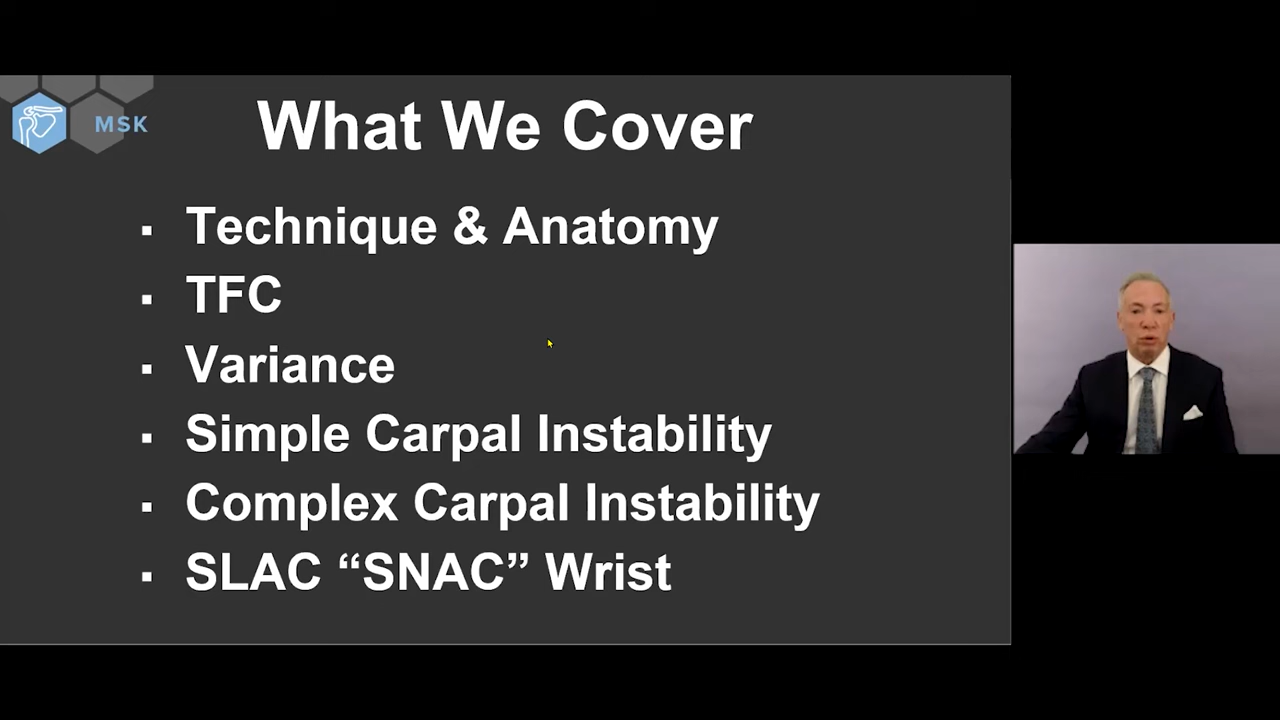 MSK
What We Cover
▪ Technique & Anatomy
▪ TFC
▪ Variance
▪ Simple Carpal Instability
▪ Complex Carpal Instability
▪ SLAC “SNAC” Wrist